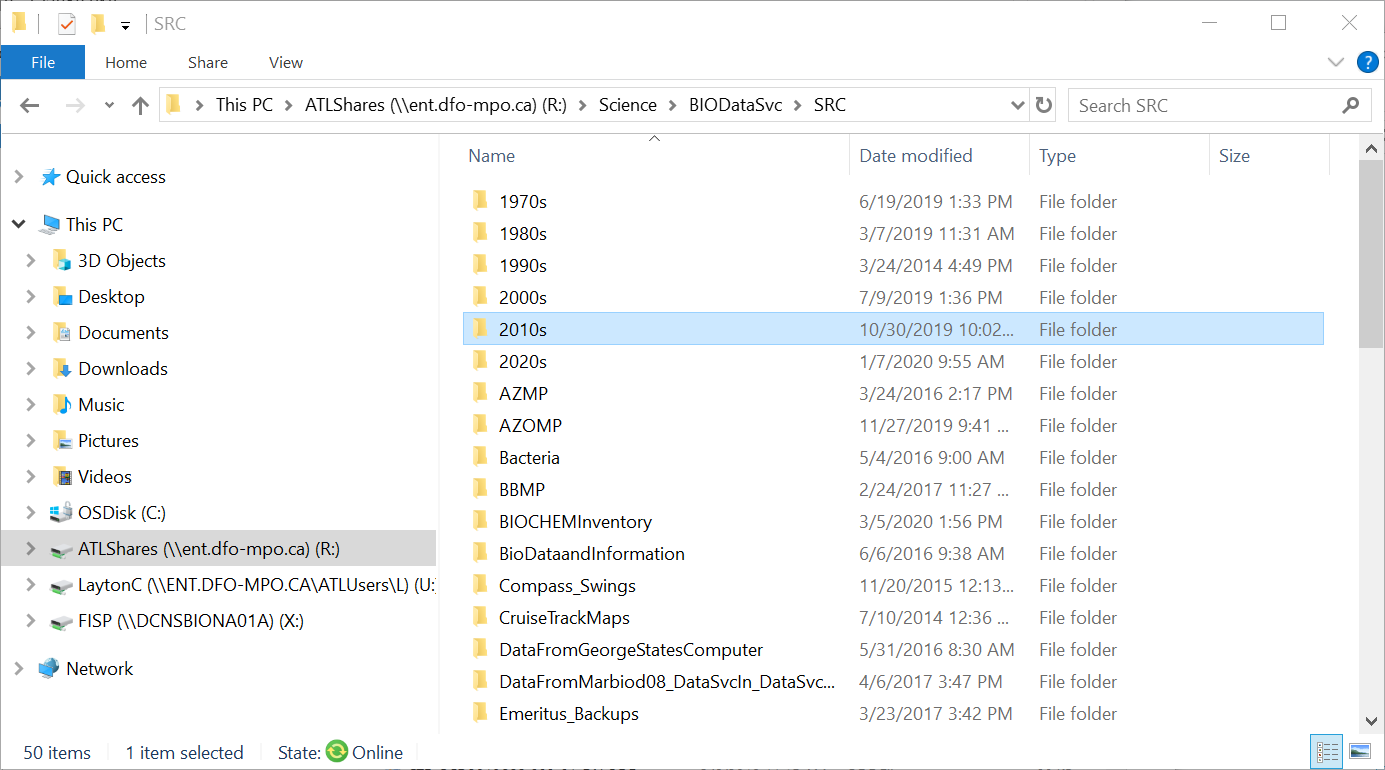 SRC
File Home Share View
This PC ATLShares (\\ent.dfo-mpo.ca) (R:) Science BIODataSvc SRC
Search SRC
Quick access
This PC
3D Objects
Desktop
Documents
Downloads
Music
Pictures
Videos
OSDisk (C:)
ATLShares (\\ent.dfo-mpo.ca) (R:)
LaytonC (\\ENT.DFO-MPO.CA\ATLUsers\L) (U:
FISP (\\DCNSBIONA01A) (X:)
Network
Name Date modified Type Size
1970s 6/19/2019 1:33 PM File folder
1980s 3/7/2019 11:31 AM File folder
1990s 3/24/2014 4:49 PM File folder
2000s 7/9/2019 1:36 PM File folder
2010s 10/30/2019 10:02... File folder
2020s 1/7/2020 9:55 AM File folder
AZMP 3/24/2016 2:17 PM File folder
AZOMP 11/27/2019 9:41 ... File folder
Bacteria 5/4/2016 9:00 AM File folder
BBMP 2/24/2017 11:27 ... File folder
BIOCHEMInventory 3/5/2020 1:56 PM File folder
BioDataandInformation 6/6/2016 9:38 AM File folder
Compass_Swings 11/20/2015 12:13... File folder
CruiseTrackMaps 7/10/2014 12:36 ... File folder
DataFromGeorgeStatesComputer 5/31/2016 8:30 AM File folder
DataFromMarbiod08_DataSvcIn_DataSvc... 4/6/2017 3:47 PM File folder
Emeritus_Backups 3/23/2017 3:42 PM File folder
50 items 1 item selected State: Online